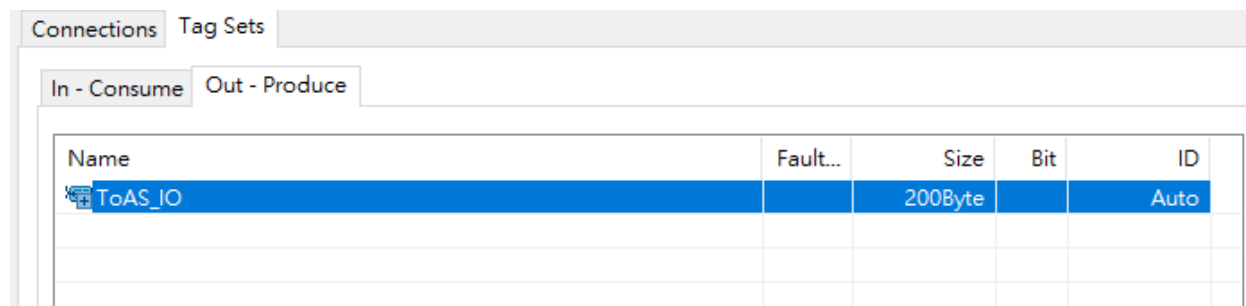 Connections Tag Sets
In - Consume Out - Produce
Name Fault... Size Bit ID
ToAS_IO 200Byte Auto